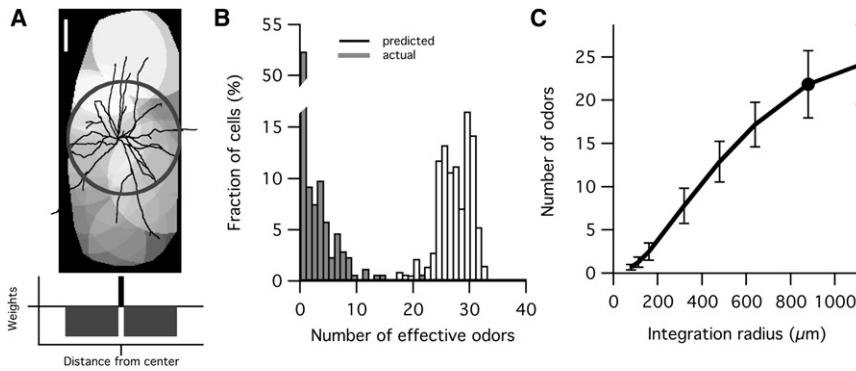 A
Weights
Distance from center
B
predicted
actual
Fraction of cells (%)
55
50
15
10
5
0
0 10 20 30 40
Number of effective odors
C
Number of odors
25
20
15
10
5
0
0 200 400 600 800 1000
Integration radius (μm)